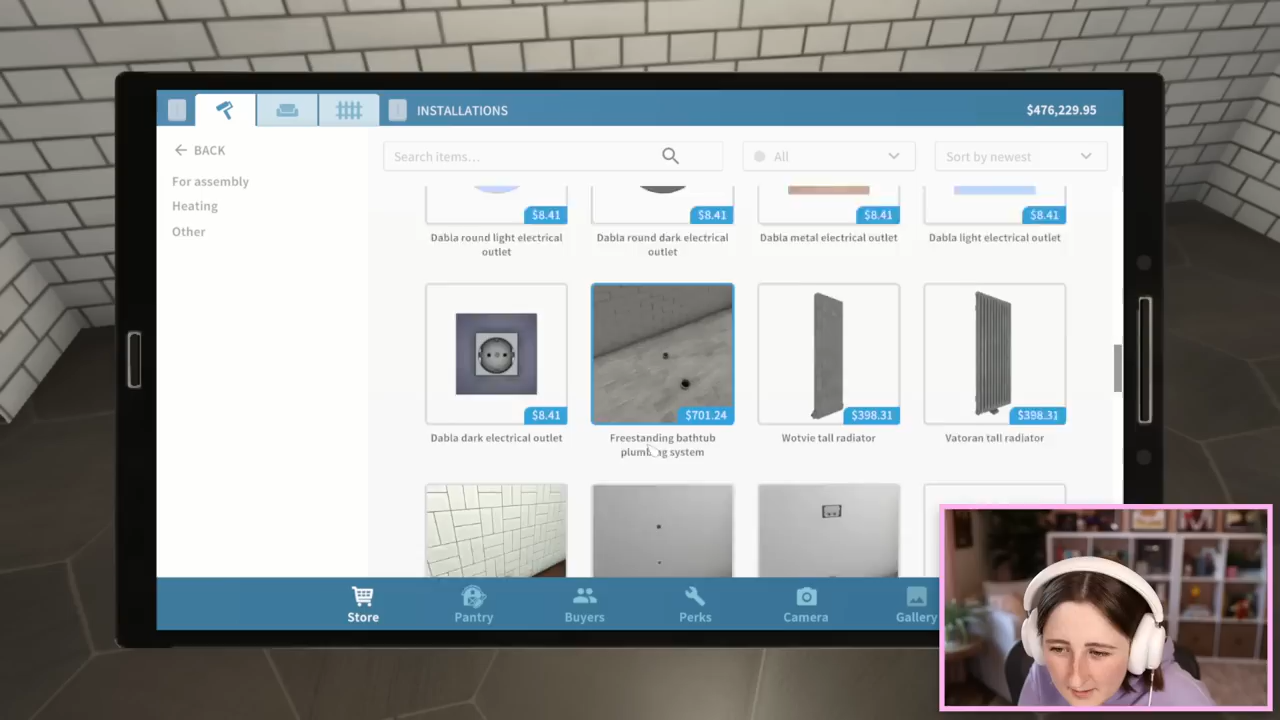 INSTALLATIONS
$476,229.95
BACK
Search items...
All
Sort by newest
For assembly
Heating
Other
$8.41
$8.41
$8.41
$8.41
Dabla round light electrical
outlet
Dabla round dark electrical
outlet
Dabla metal electrical outlet
Dabla light electrical outlet
$8.41
$701.24
$398.31
$398.31
Dabla dark electrical outlet
Freestanding bathtub
plumbing system
Wotvie tall radiator
Vatoran tall radiator
Store
Pantry
Buyers
Perks
Camera
Gallery